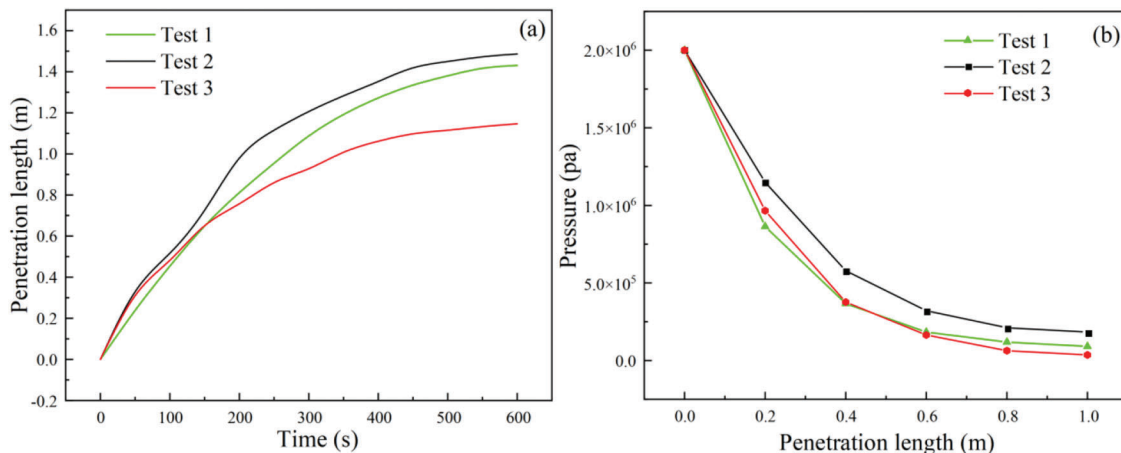 (a)
Test 1
Test 2
Test 3
Penetration length (m)
1.6
1.4
1.2
1.0
0.8
0.6
0.4
0.2
0.0
-0.2
0 100 200 300 400 500 600
Time (s)
(b)
Test 1
Test 2
Test 3
Pressure (pa)
2.0×10⁶
1.5×10⁶
1.0×10⁶
5.0×10⁵
0.0
0.0 0.2 0.4 0.6 0.8 1.0
Penetration length (m)